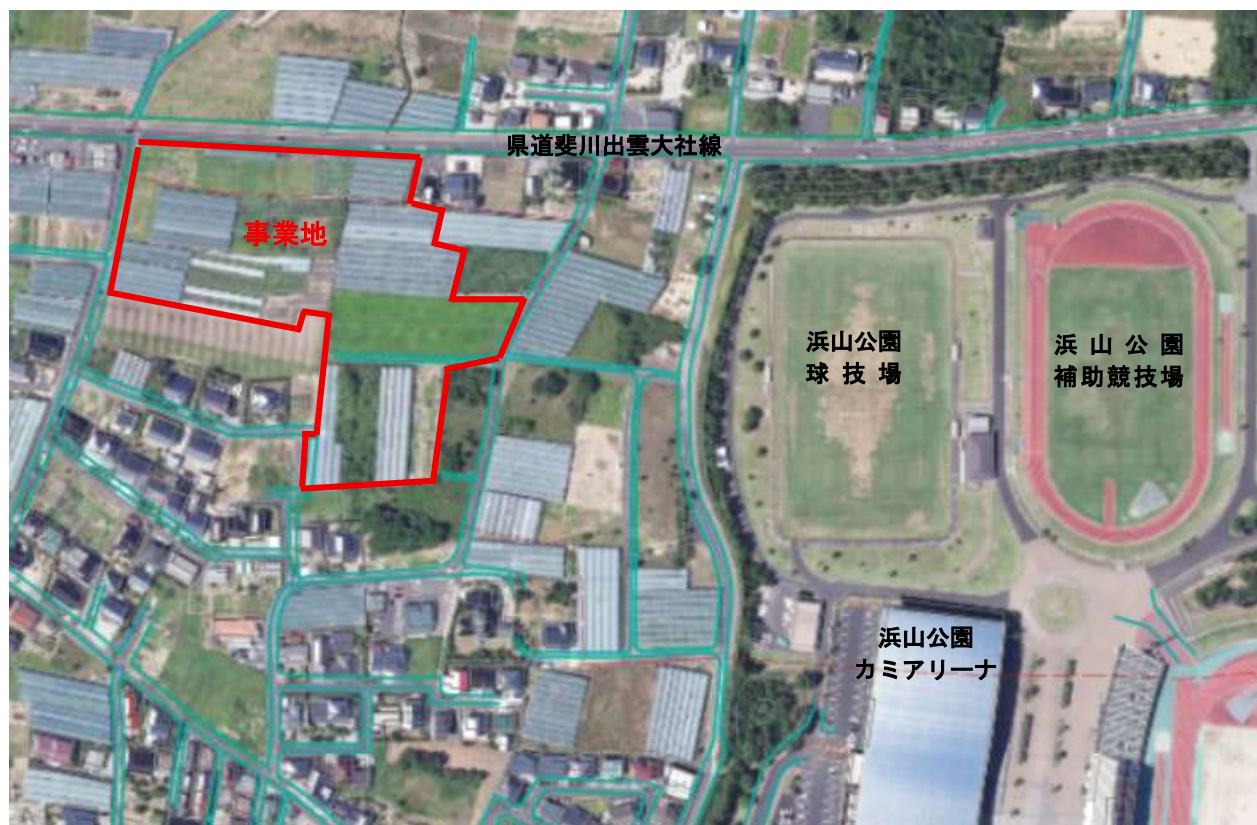 県道斐川出雲大社線
事業地
浜山公園
球技場
浜山公園
補助競技場
浜山公園
カミアリーナ